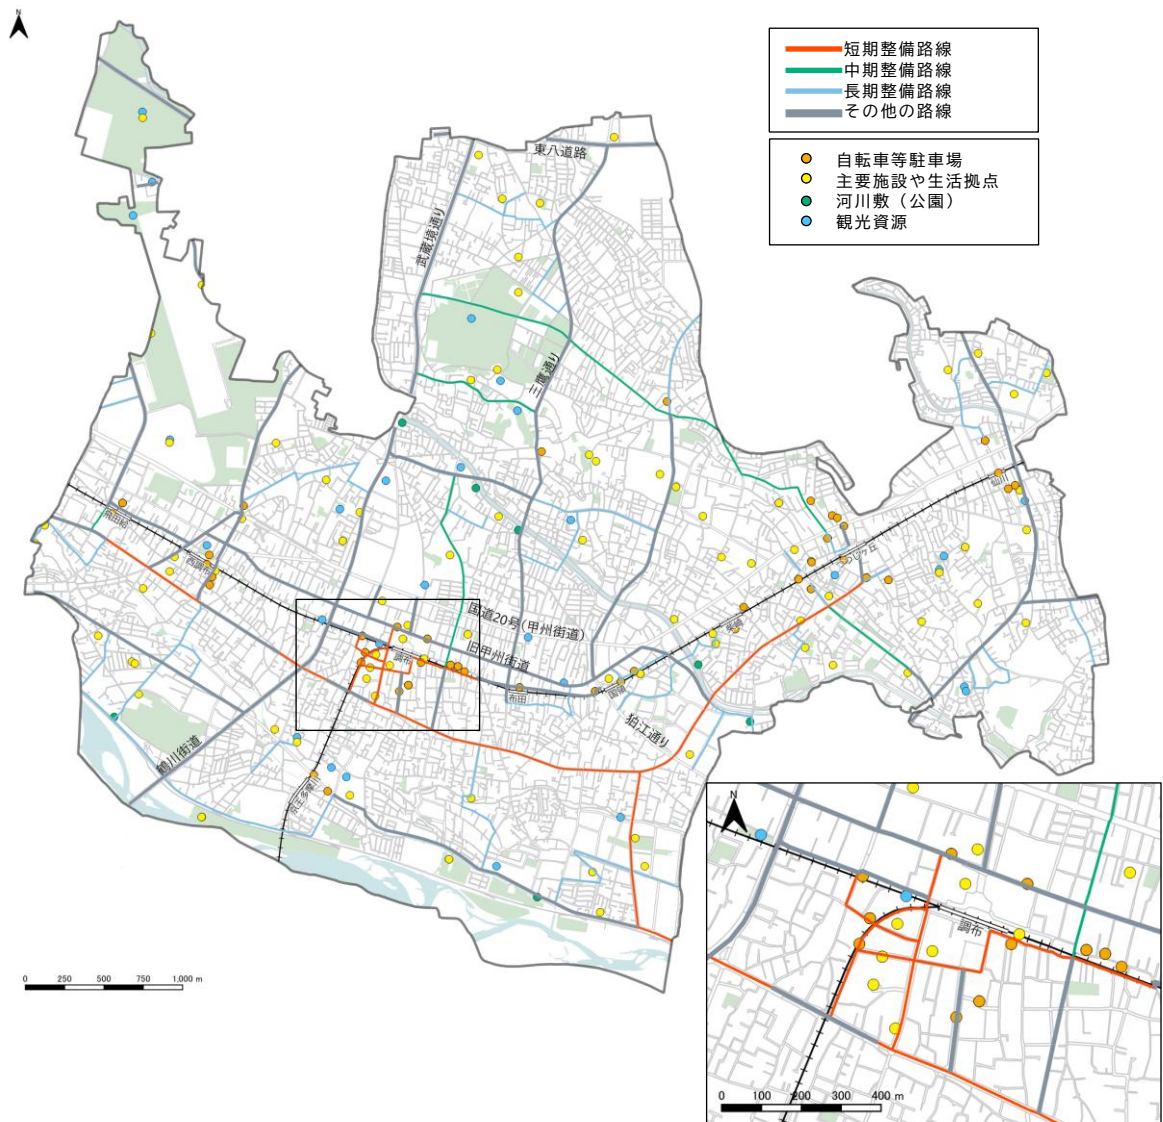 N
短期整備路線
中期整備路線
長期整備路線
その他の路線
自転車等駐車場
主要施設や生活拠点
河川敷（公園）
観光資源
東八道路
武蔵境通り
三鷹通り
仙川
飛田給
西調布
つつじヶ丘
柴崎
国道20号(甲州街道)
旧甲州街道
調布
布田
国領
狛江通り
鶴川街道
京王多摩川
0 250 500 750 1,000 m
N
調布
0 100 200 300 400 m